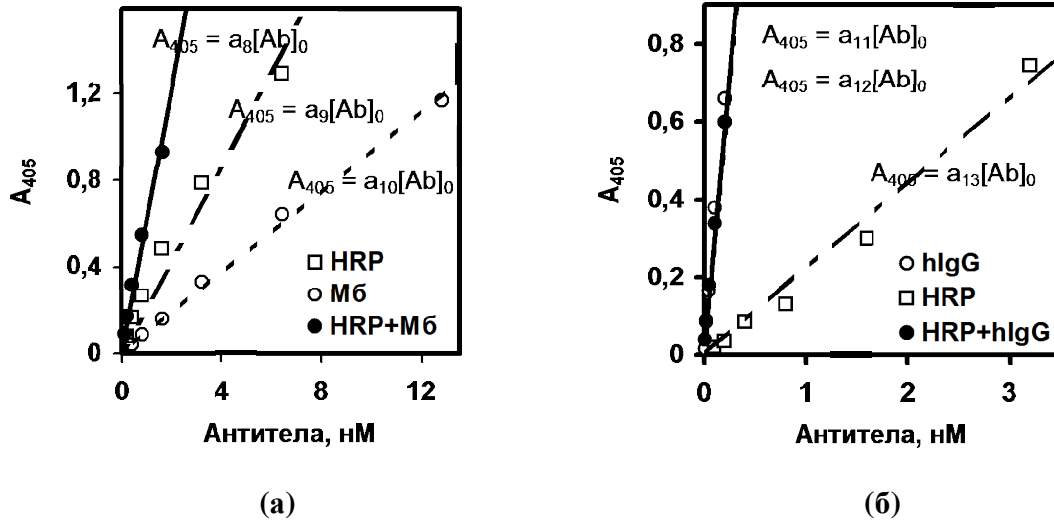 A₄₀₅ = a₈[Ab]₀
A₄₀₅ = a₉[Ab]₀
A₄₀₅ = a₁₀[Ab]₀
A₄₀₅
1,2
0,8
0,4
0
0 4 8 12
HRP
Мб
HRP+Мб
Антитела, нМ
(а)
A₄₀₅ = a₁₁[Ab]₀
A₄₀₅ = a₁₂[Ab]₀
A₄₀₅ = a₁₃[Ab]₀
A₄₀₅
0,8
0,6
0,4
0,2
0
0 1 2 3
hIgG
HRP
HRP+hIgG
Антитела, нМ
(б)